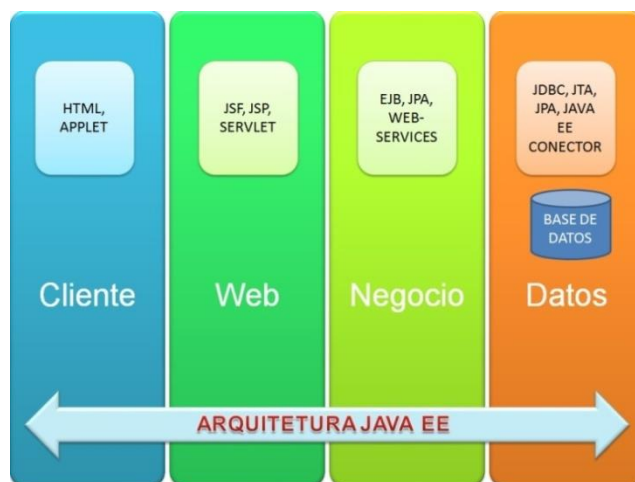 HTML,
APPLET
JSF, JSP,
SERVLET
EJB, JPA,
WEB-
SERVICES
JDBC, JTA,
JPA, JAVA
EE
CONECTOR
BASE DE
DATOS
Cliente
Web
Negocio
Datos
ARQUITETURA JAVA EE